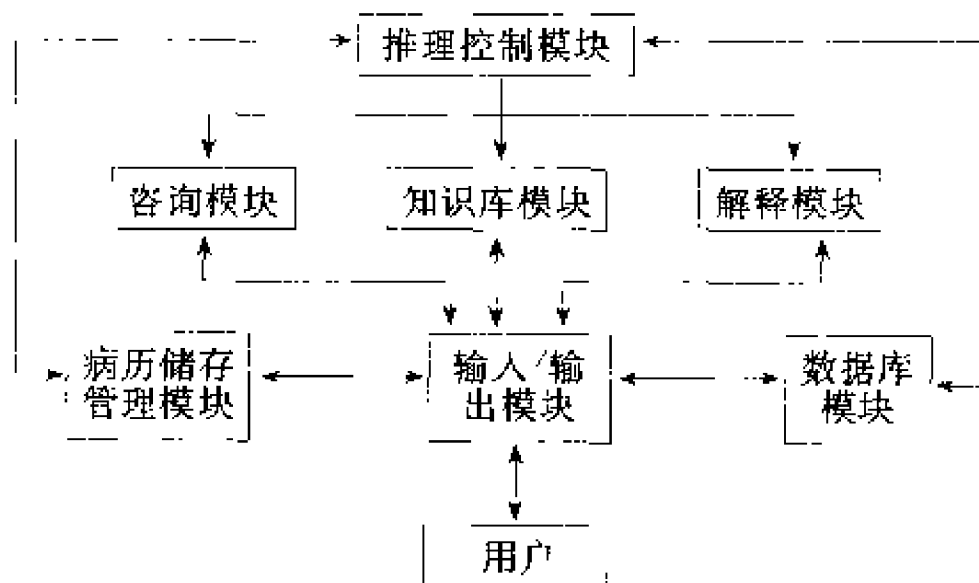 推理控制模块
咨询模块
知识库模块
解释模块
病历储存
管理模块
输入/输
出模块
数据库
模块
用户